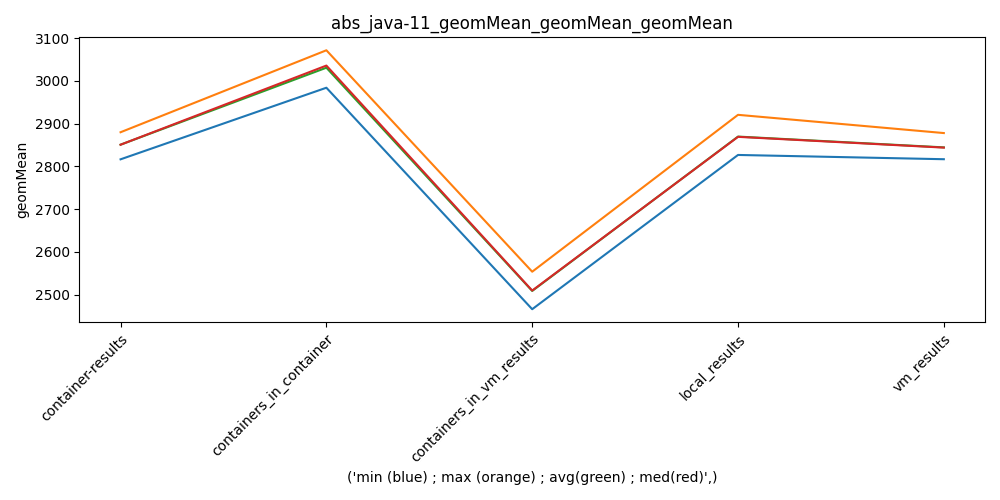 abs_java-11_geomMean_geomMean_geomMean
geomMean
3100
3000
2900
2800
2700
2600
2500
container-results
containers_in_container
containers_in_vm_results
local_results
vm_results
('min (blue) ; max (orange) ; avg(green) ; med(red)',)